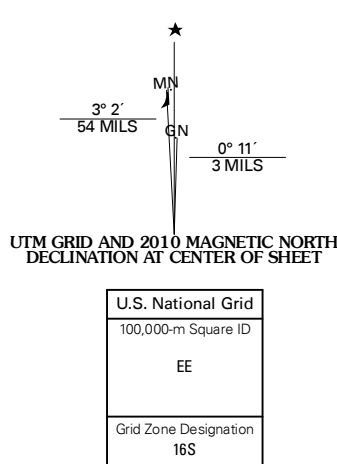 MN
3° 2´
54 MILS
GN
0° 11´
3 MILS
UTM GRID AND 2010 MAGNETIC NORTH
DECLINATION AT CENTER OF SHEET
U.S. National Grid
100,000-m Square ID
EE
Grid Zone Designation
16S